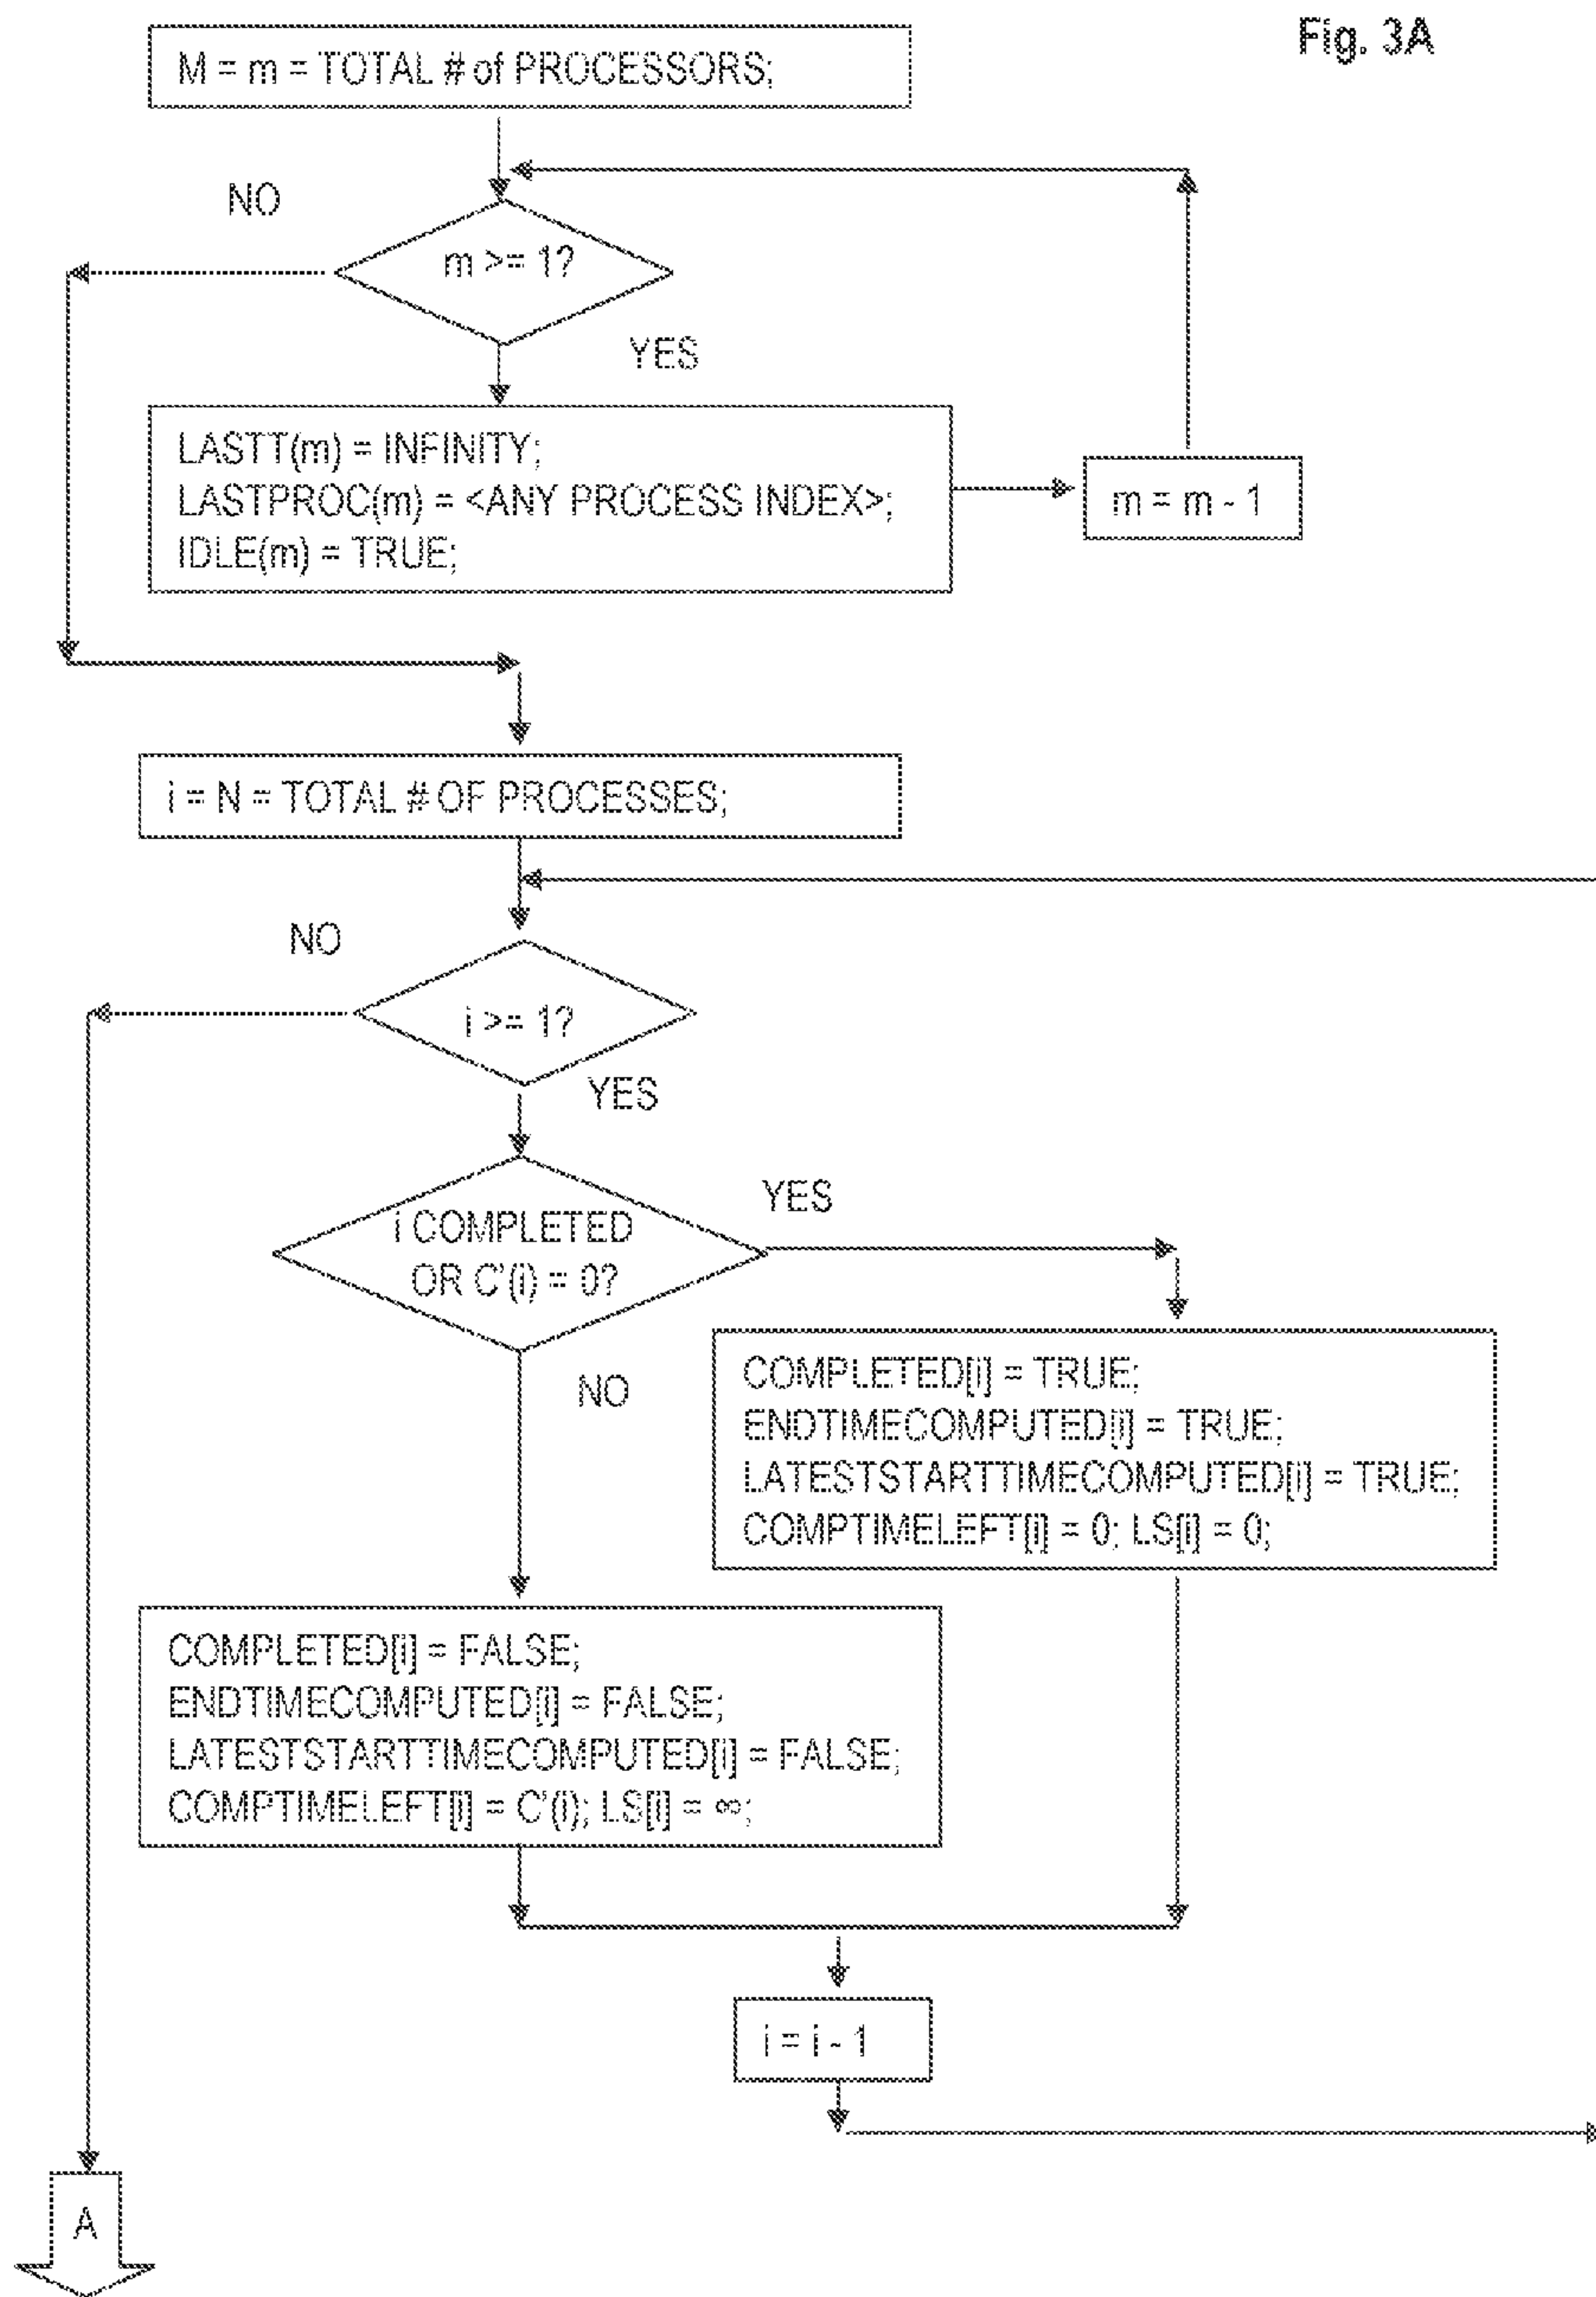 Fig. 3A
M = m = TOTAL # of PROCESSORS;
NO
m >= 1?
YES
LASTT(m) = INFINITY;
LASTPROC(m) = <ANY PROCESS INDEX>;
IDLE(m) = TRUE;
m = m - 1
i = N = TOTAL # OF PROCESSES;
NO
i >= 1?
YES
i COMPLETED
OR C'(i) = 0?
YES
NO
COMPLETED[i] = TRUE;
ENDTIMECOMPUTED[i] = TRUE;
LATESTSTARTTIMECOMPUTED[i] = TRUE;
COMPTIMELEFT[i] = 0; LS[i] = 0;
COMPLETED[i] = FALSE;
ENDTIMECOMPUTED[i] = FALSE;
LATESTSTARTTIMECOMPUTED[i] = FALSE;
COMPTIMELEFT[i] = C'(i); LS[i] = ∞;
i = i - 1
A